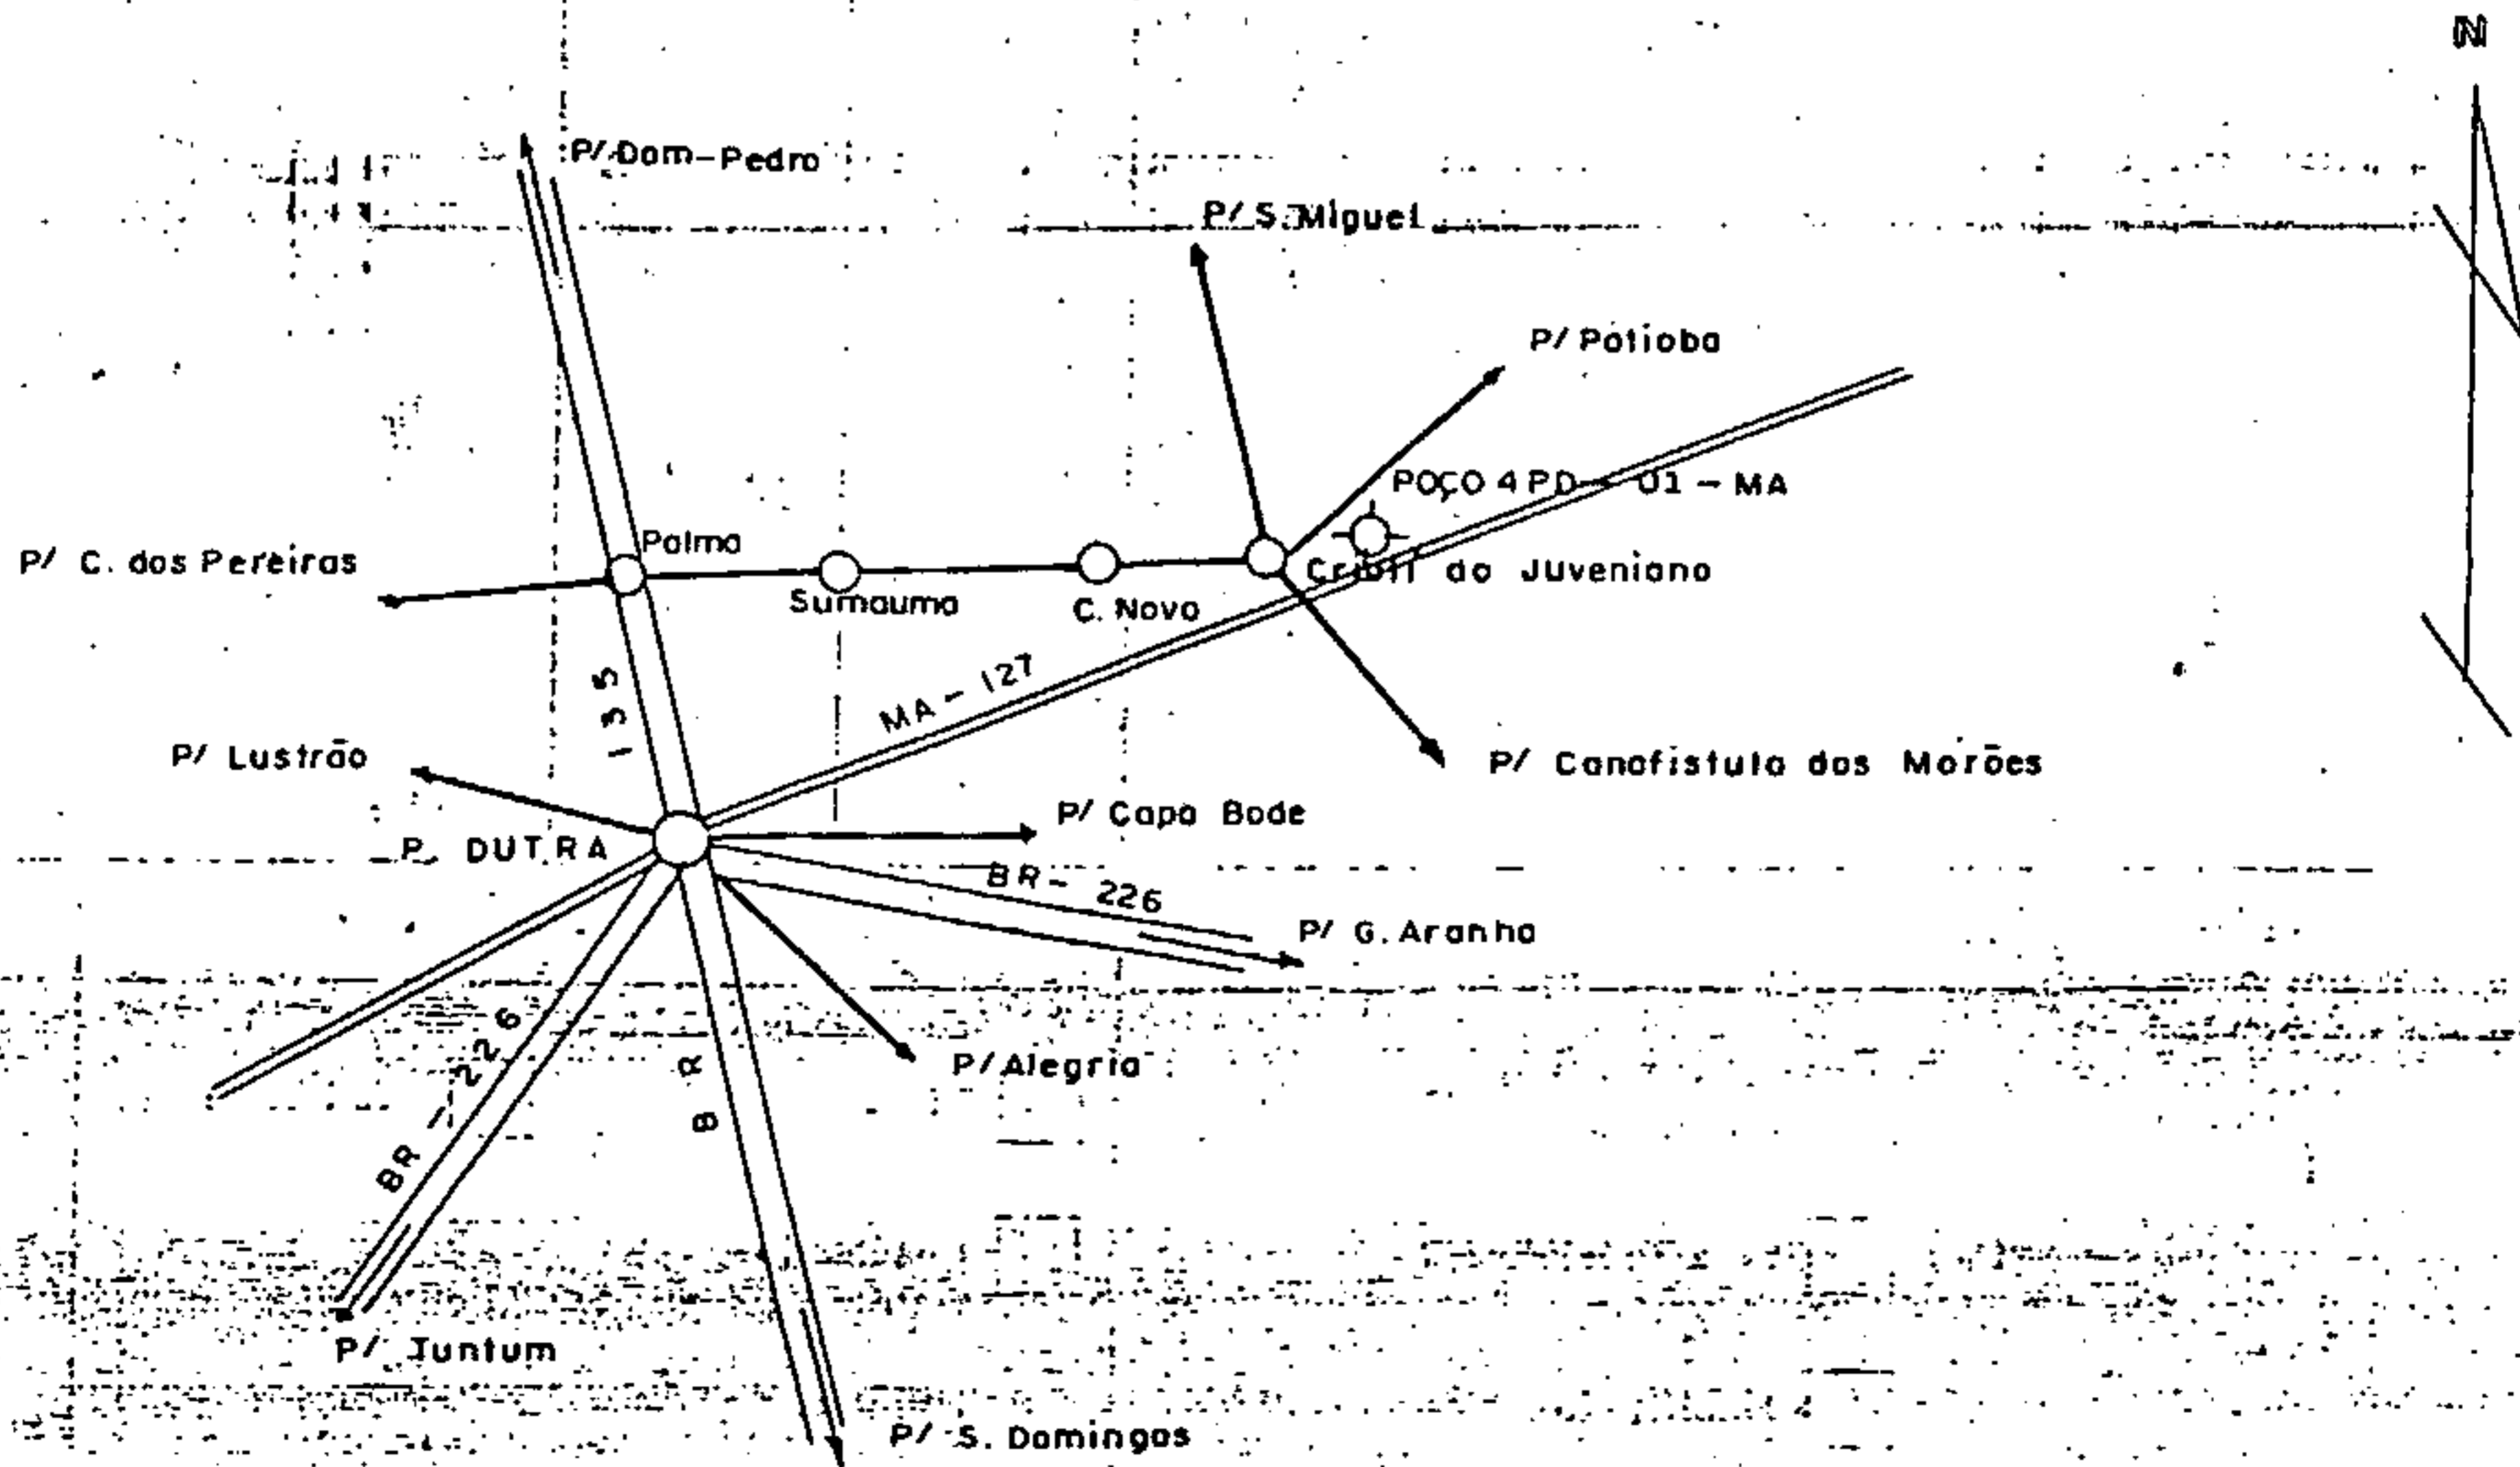 N
P/ Dom-Pedro
P/ S. Miguel
P/ Patioba
POÇO 4 PD - 01 - MA
Palma
P/ C. dos Pereiras
Sumauma
C. Novo
do Juveniano
MA - 127
135
P/ Lustrão
P/ Canafistula dos Morões
P/ Capa Bode
P. DUTRA
BR - 226
P/ G. Aranha
BR - 226
P/ Alegria
BR
P/ Juntum
P/ S. Domingos